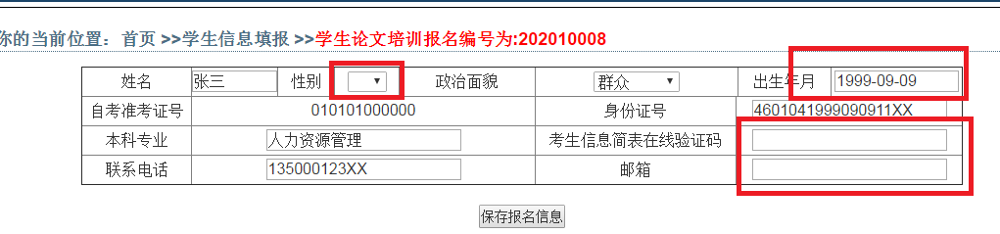 你的当前位置：首页 >>学生信息填报 >>学生论文培训报名编号为:202010008
姓名 张三 性别 政治面貌 群众 出生年月 1999-09-09
自考准考证号 010101000000 身份证号 4601041999090911XX
本科专业 人力资源管理 考生信息简表在线验证码
联系电话 135000123XX 邮箱
保存报名信息